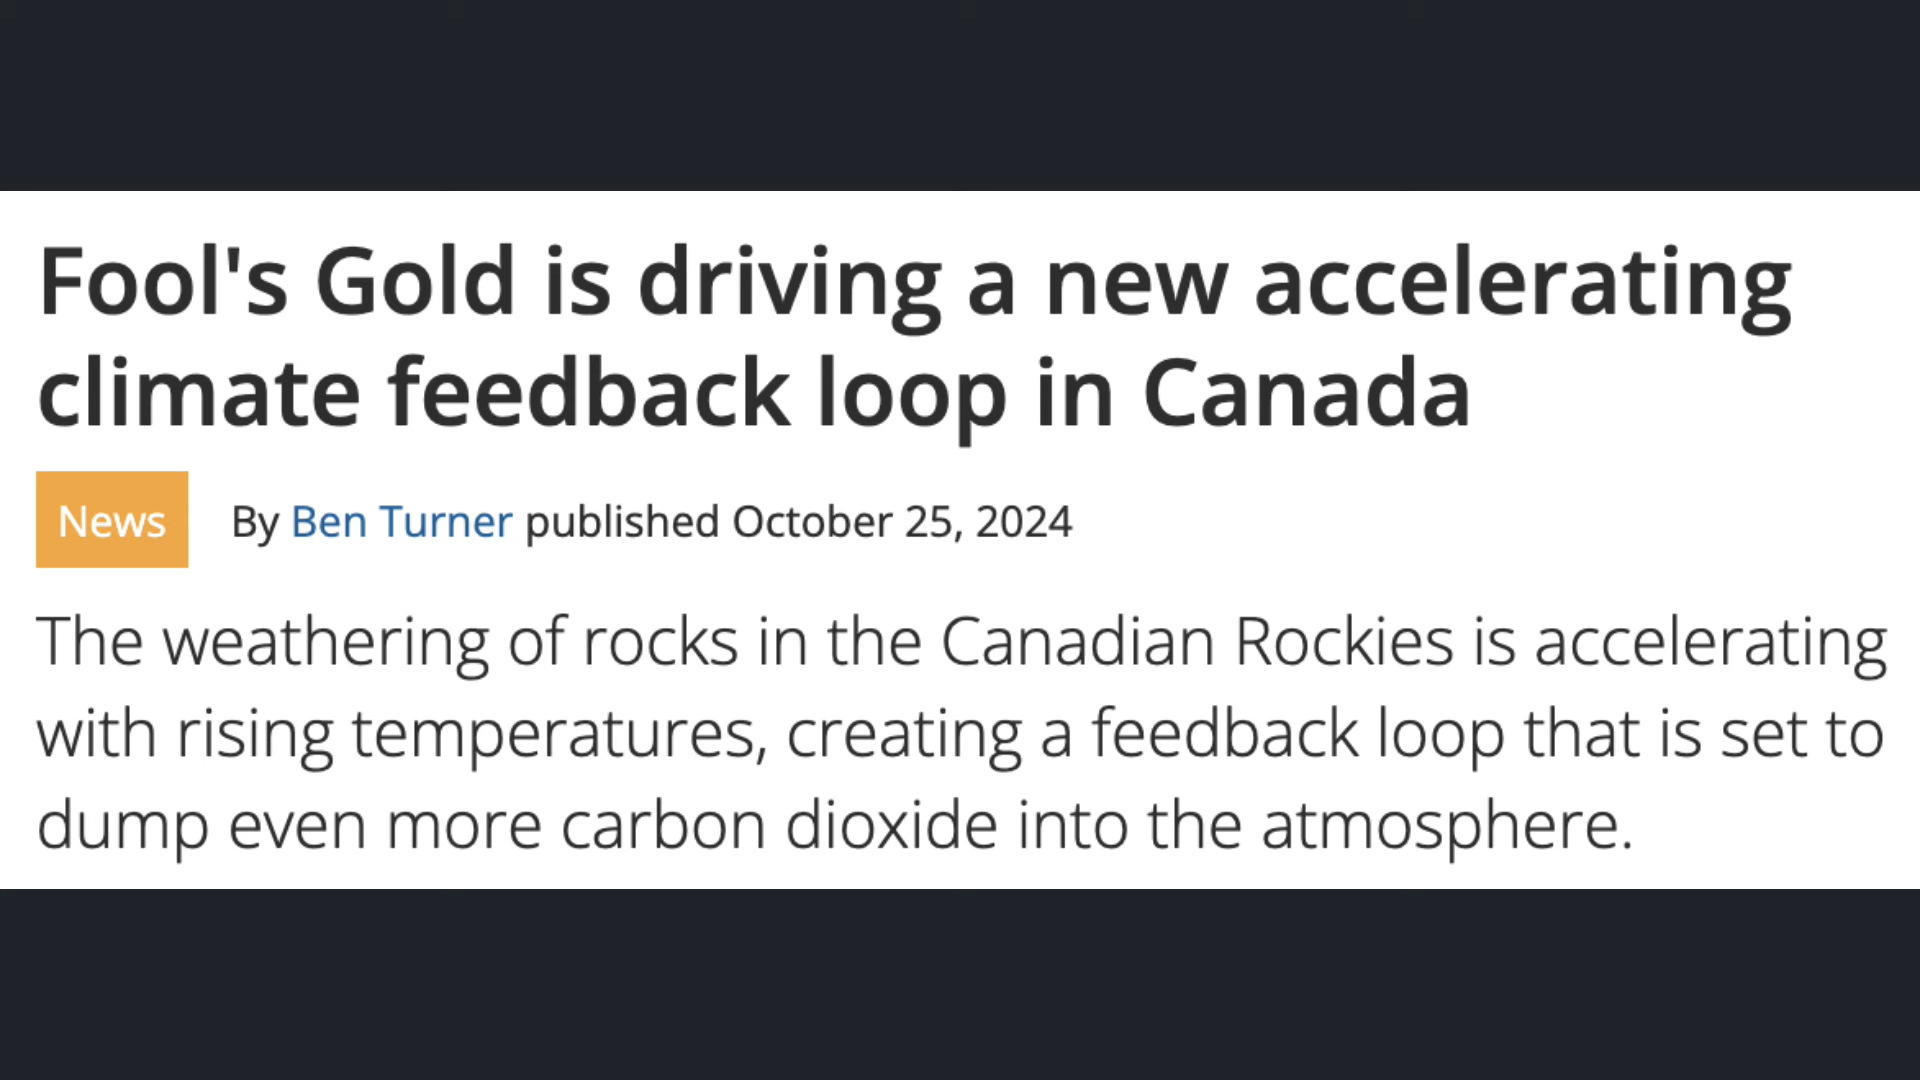 Fool's Gold is driving a new accelerating
climate feedback loop in Canada
News By Ben Turner published October 25, 2024
The weathering of rocks in the Canadian Rockies is accelerating
with rising temperatures, creating a feedback loop that is set to
dump even more carbon dioxide into the atmosphere.